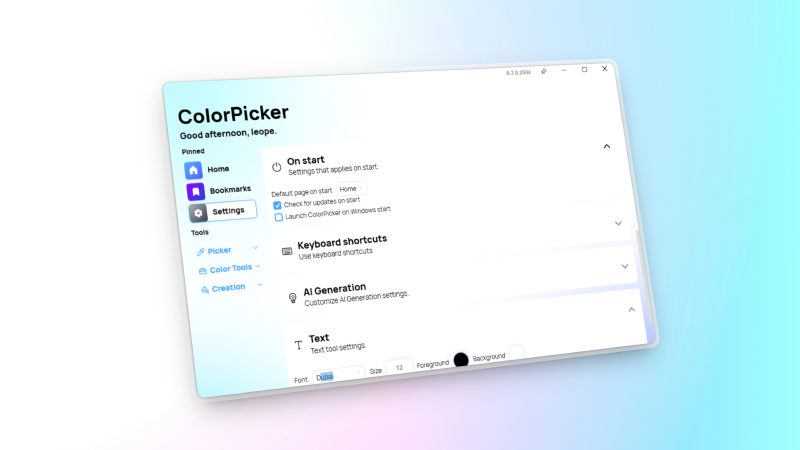 6.7.0.2504
ColorPicker
Good afternoon, leope.
Pinned
Home
Bookmarks
Settings
Tools
Picker
Color Tools
Creation
On start
Settings that applies on start.
Default page on start Home
Check for updates on start
Launch ColorPicker on Windows start
Keyboard shortcuts
Use keyboard shortcuts
AI Generation
Customize AI Generation settings.
Text
Text tool settings.
Font Dubai Size 12 Foreground Background